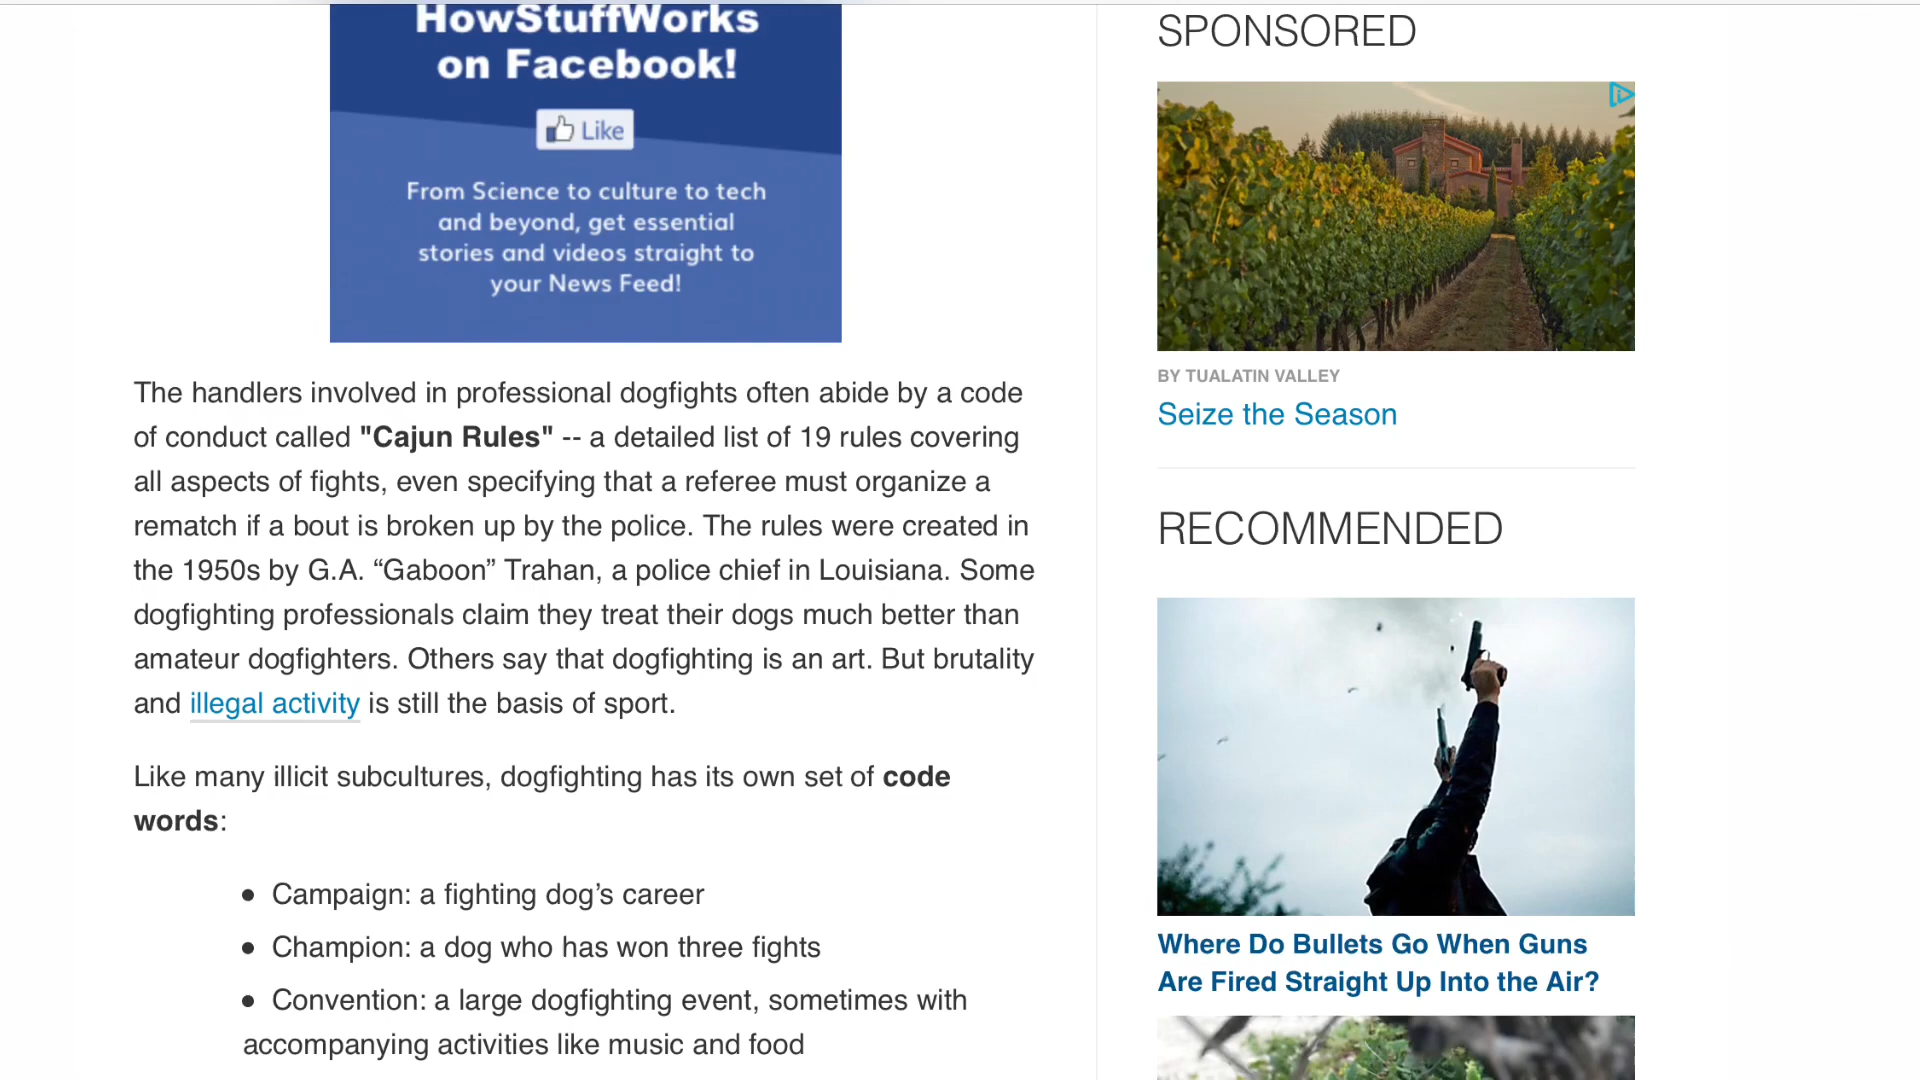 HowStuffWorks
on Facebook!
Like
From Science to culture to tech
and beyond, get essential
stories and videos straight to
your News Feed!
The handlers involved in professional dogfights often abide by a code
of conduct called "Cajun Rules" -- a detailed list of 19 rules covering
all aspects of fights, even specifying that a referee must organize a
rematch if a bout is broken up by the police. The rules were created in
the 1950s by G.A. “Gaboon” Trahan, a police chief in Louisiana. Some
dogfighting professionals claim they treat their dogs much better than
amateur dogfighters. Others say that dogfighting is an art. But brutality
and illegal activity is still the basis of sport.
Like many illicit subcultures, dogfighting has its own set of code
words:
● Campaign: a fighting dog’s career
● Champion: a dog who has won three fights
● Convention: a large dogfighting event, sometimes with
accompanying activities like music and food
SPONSORED
BY TUALATIN VALLEY
Seize the Season
RECOMMENDED
Where Do Bullets Go When Guns
Are Fired Straight Up Into the Air?